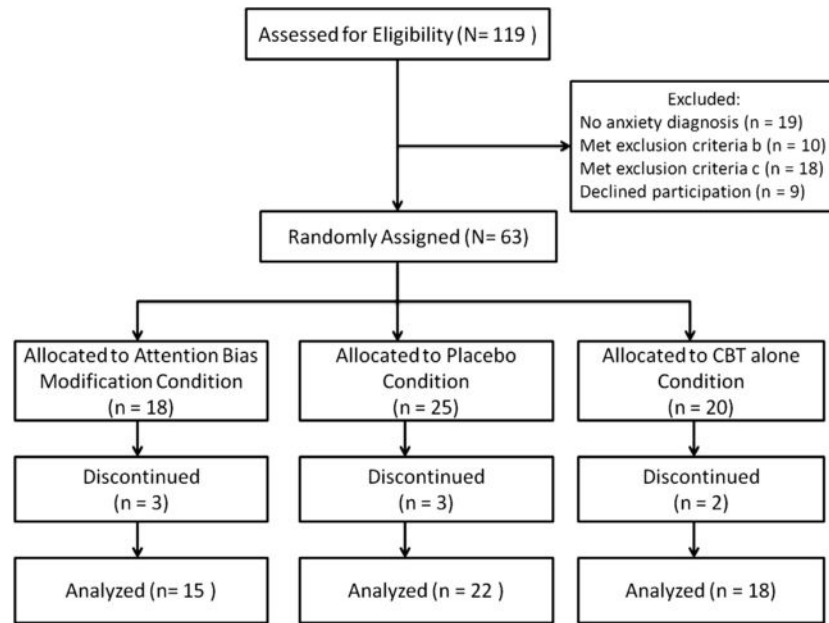 Assessed for Eligibility (N= 119 )
Excluded:
No anxiety diagnosis (n = 19)
Met exclusion criteria b (n = 10)
Met exclusion criteria c (n = 18)
Declined participation (n = 9)
Randomly Assigned (N= 63)
Allocated to Attention Bias
Modification Condition
(n = 18)
Allocated to Placebo
Condition
(n = 25)
Allocated to CBT alone
Condition
(n = 20)
Discontinued
(n = 3)
Discontinued
(n = 3)
Discontinued
(n = 2)
Analyzed (n= 15 )
Analyzed (n= 22 )
Analyzed (n= 18)